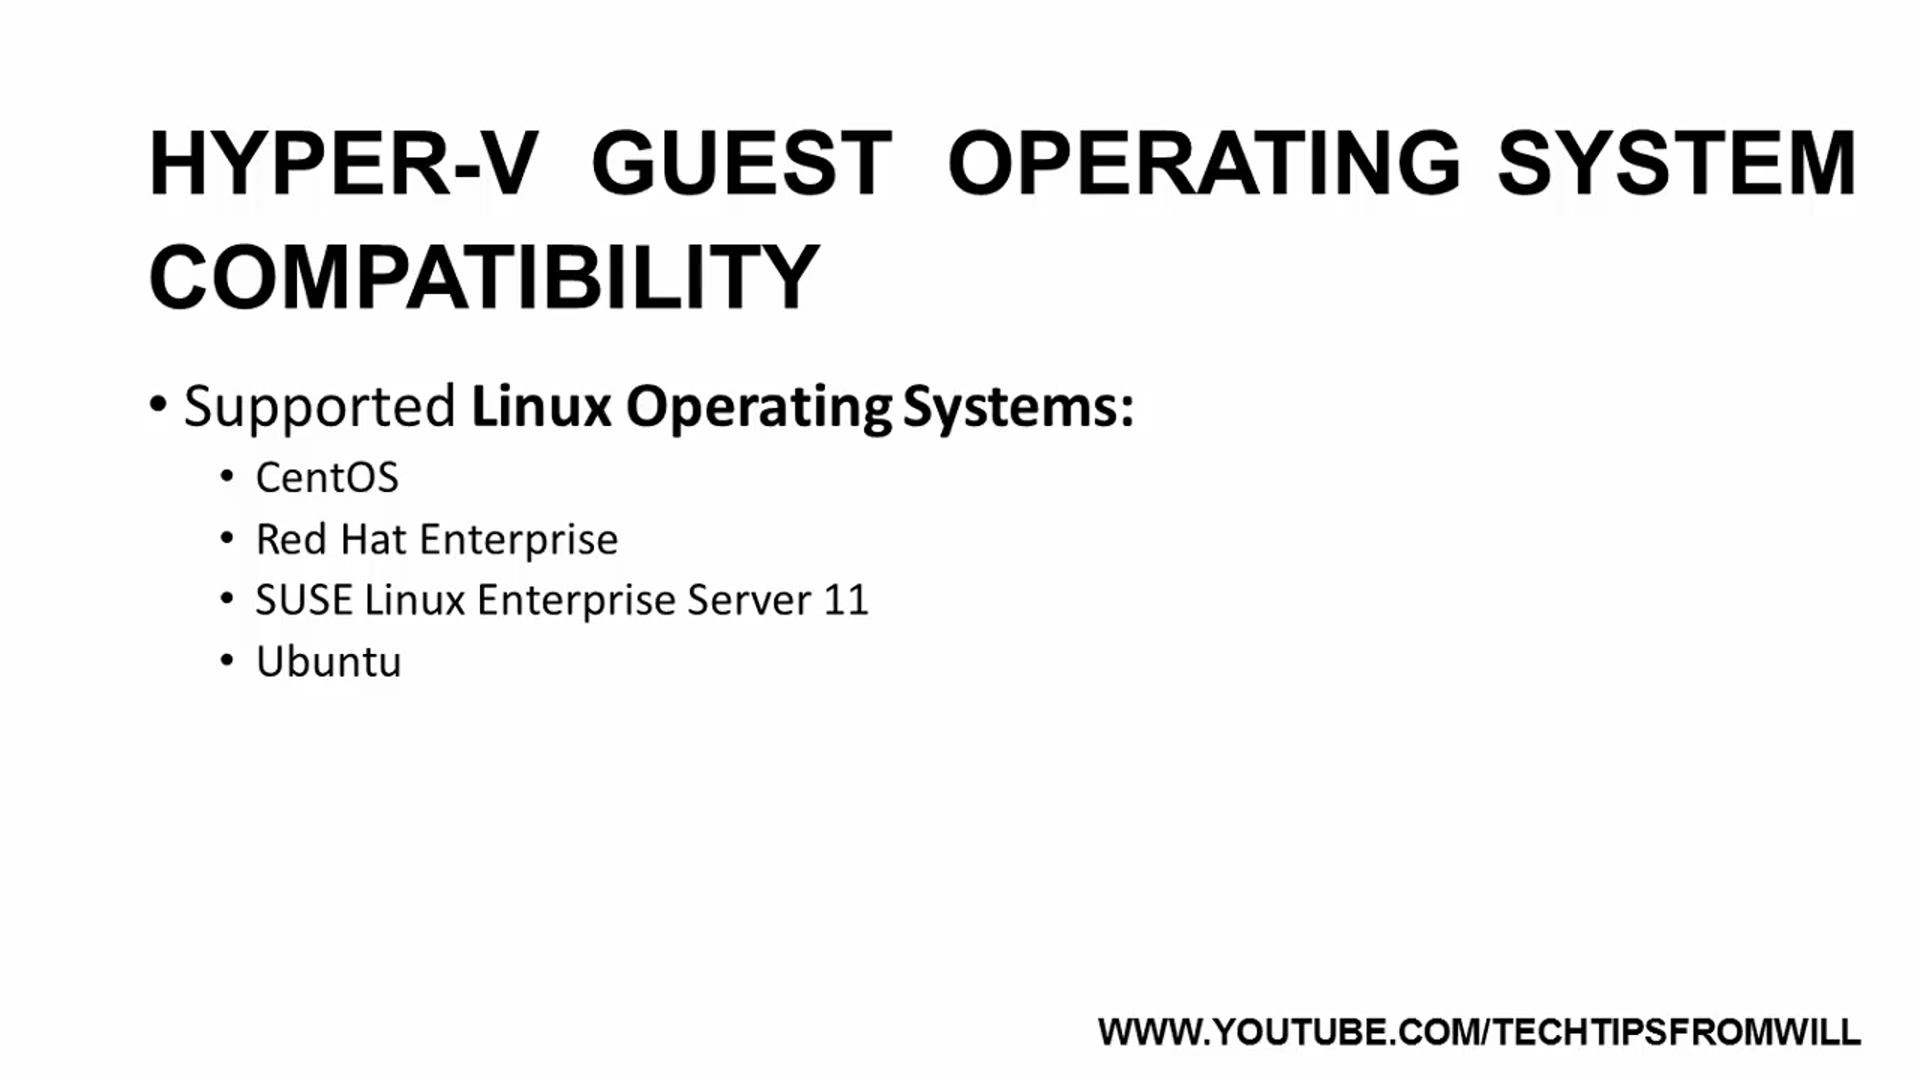 HYPER-V GUEST OPERATING SYSTEM
COMPATIBILITY
• Supported Linux Operating Systems:
• CentOS
• Red Hat Enterprise
• SUSE Linux Enterprise Server 11
• Ubuntu
WWW.YOUTUBE.COM/TECHTIPSFROMWILL